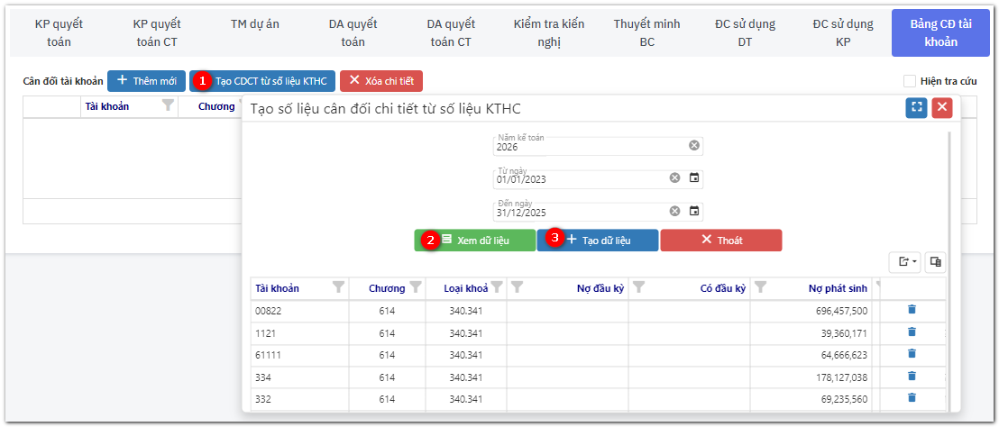 KP quyết toán
KP quyết toán CT
TM dự án
DA quyết toán
DA quyết toán CT
Kiểm tra kiến nghị
Thuyết minh BC
ĐC sử dụng DT
ĐC sử dụng KP
Bảng CĐ tài khoản
Cân đối tài khoản
Thêm mới
1 Tạo CDCT từ số liệu KTHC
Xóa chi tiết
Hiện tra cứu
Tài khoản Chương
Tạo số liệu cân đối chi tiết từ số liệu KTHC
Năm kế toán
2026
Từ ngày
01/01/2023
Đến ngày
31/12/2025
2 Xem dữ liệu 3 Tạo dữ liệu Thoát
Tài khoản Chương Loại khoả Nợ đầu kỳ Có đầu kỳ Nợ phát sinh
00822 614 340.341 696,457,500
1121 614 340.341 39,360,171
61111 614 340.341 64,666,623
334 614 340.341 178,127,038
332 614 340.341 69,235,560